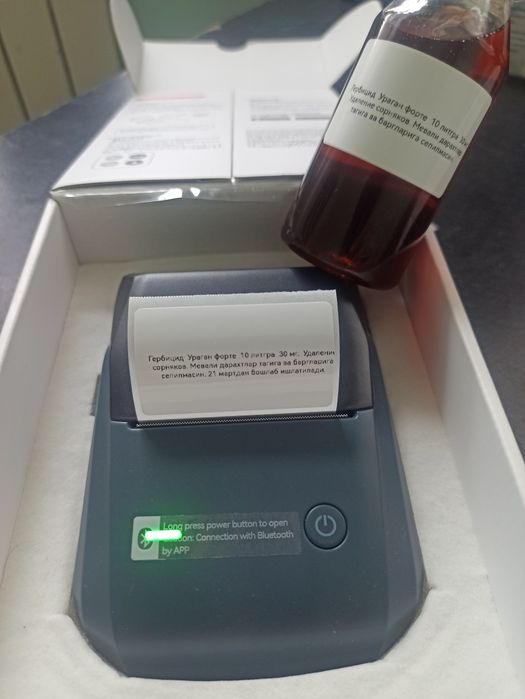 Гербицид Ураган форте 10 литра 30
Удаление сорняков. Мевали дарахтлар
тагига ва баргларига сепилмасин.
Гербицид Ураган форте 10 литра 30 мг. Удаление
сорняков. Мевали дарахтлар тагига ва баргларига
сепилмасин. 21 мартдан бошлаб ишлатилади.
Long press power button to open
Connection with Bluetooth
by APP